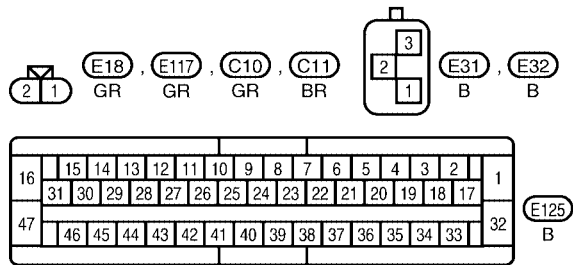 2 1 E18 , E117 , C10 , C11
GR GR GR BR
3
2
1
E31 , E32
B B
16 15 14 13 12 11 10 9 8 7 6 5 4 3 2 1
31 30 29 28 27 26 25 24 23 22 21 20 19 18 17
47 46 45 44 43 42 41 40 39 38 37 36 35 34 33 32
E125
B